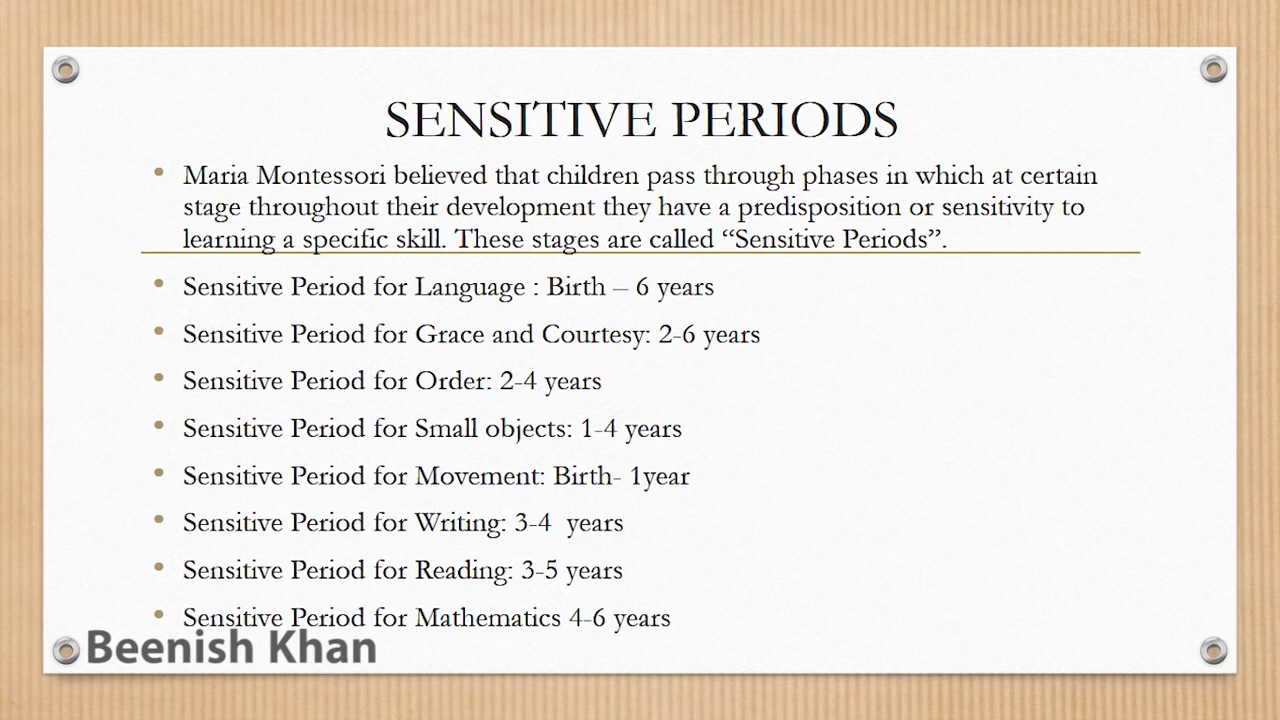 SENSITIVE PERIODS
• Maria Montessori believed that children pass through phases in which at certain
stage throughout their development they have a predisposition or sensitivity to
learning a specific skill. These stages are called “Sensitive Periods”.
• Sensitive Period for Language : Birth – 6 years
• Sensitive Period for Grace and Courtesy: 2-6 years
• Sensitive Period for Order: 2-4 years
• Sensitive Period for Small objects: 1-4 years
• Sensitive Period for Movement: Birth- 1year
• Sensitive Period for Writing: 3-4  years
• Sensitive Period for Reading: 3-5 years
• Sensitive Period for Mathematics 4-6 years
Beenish Khan